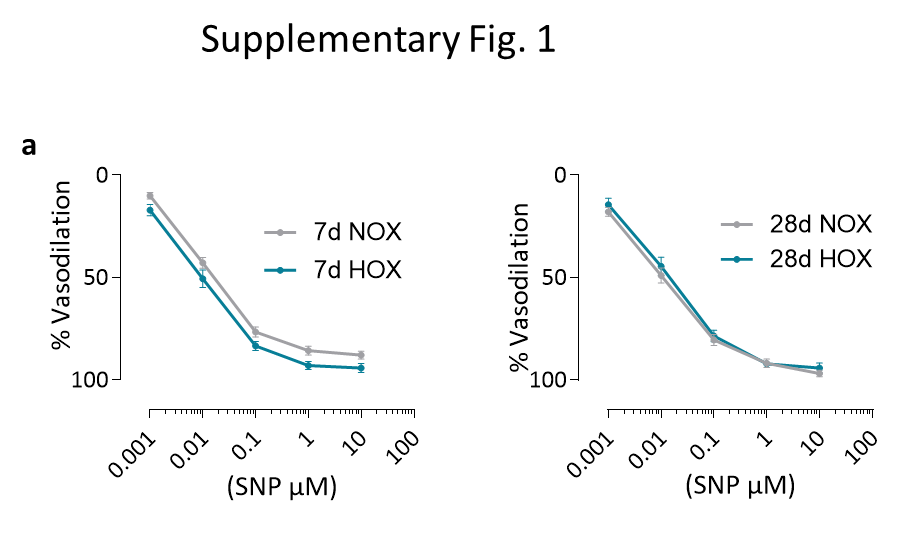 Supplementary Fig. 1
a
% Vasodilation
0
50
100
7d NOX
7d HOX
0.001
0.01
0.1
1
10
100
(SNP µM)
% Vasodilation
0
50
100
28d NOX
28d HOX
0.001
0.01
0.1
1
10
100
(SNP µM)